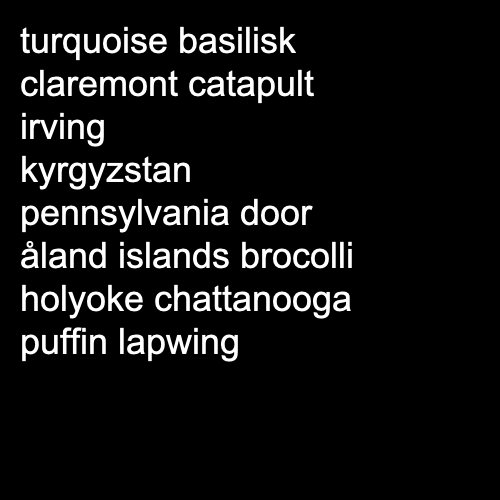 turquoise basilisk
claremont catapult
irving
kyrgyzstan
pennsylvania door
åland islands brocolli
holyoke chattanooga
puffin lapwing